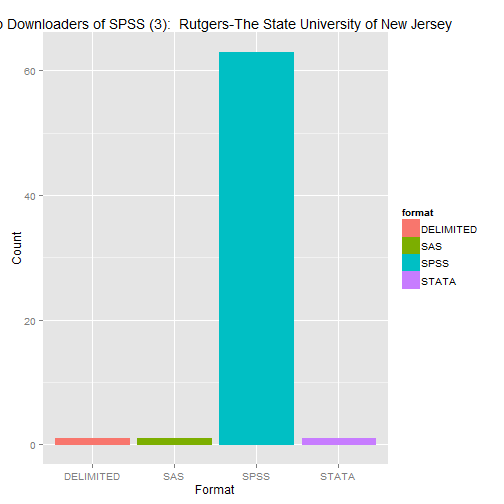 Downloaders of SPSS (3): Rutgers-The State University of New Jersey
60
40
20
0
Count
DELIMITED SAS SPSS STATA
Format
format
DELIMITED
SAS
SPSS
STATA